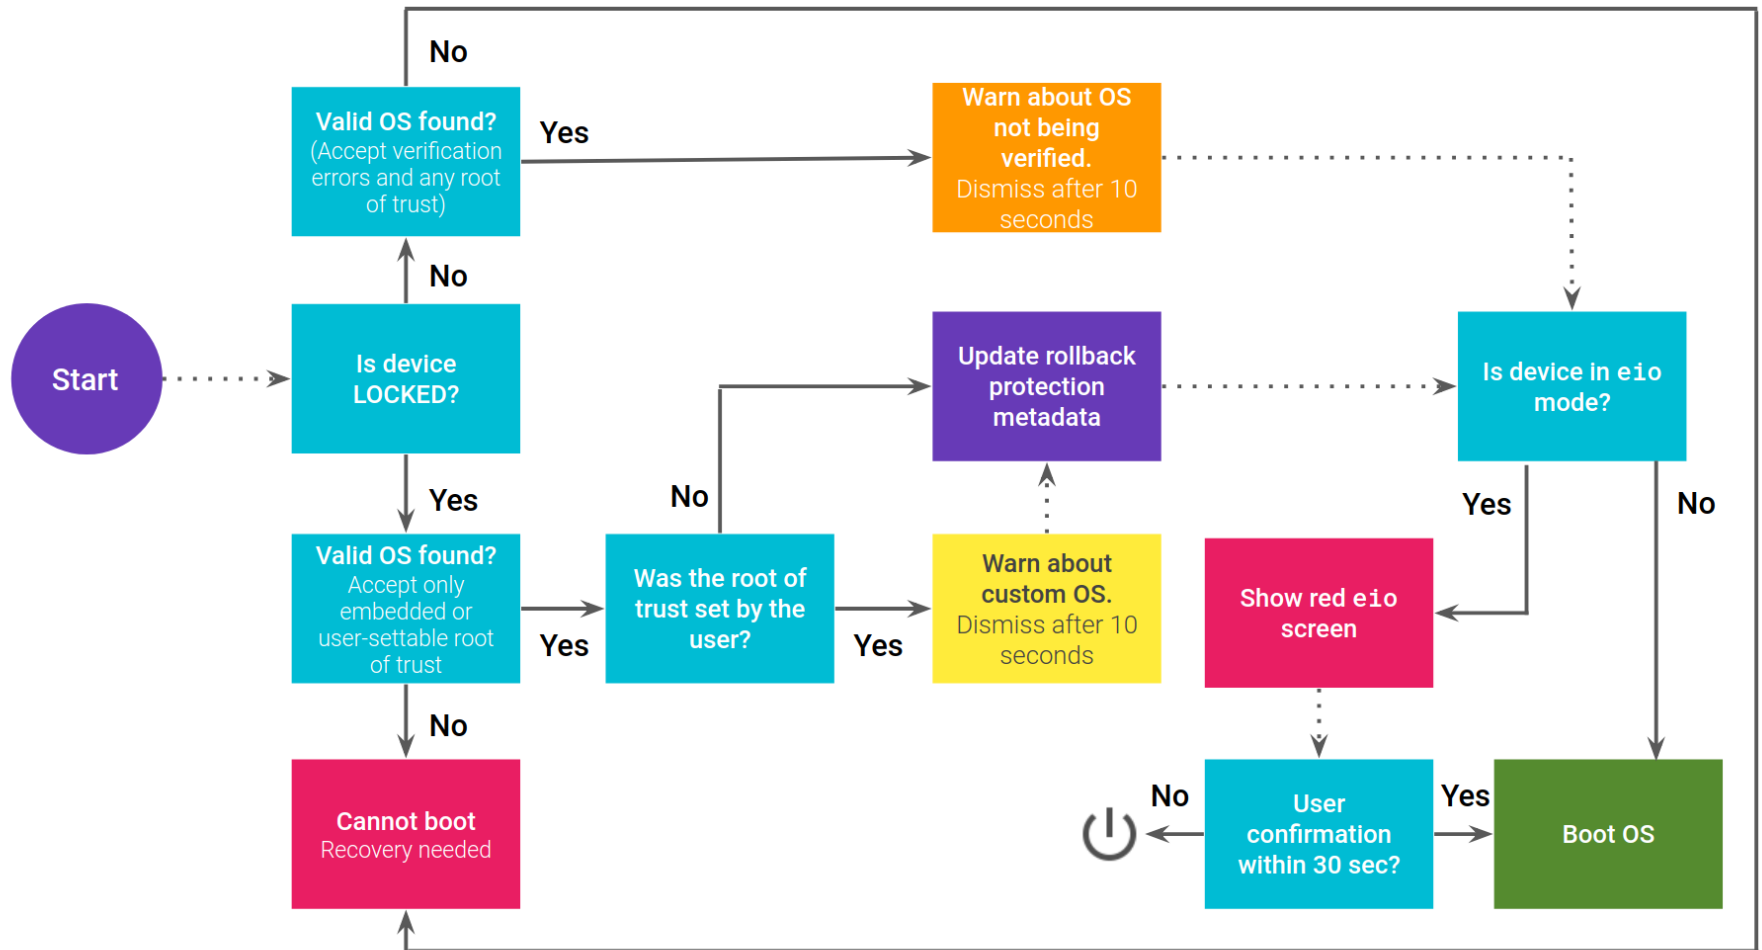 No
Valid OS found?
(Accept verification
errors and any root
of trust)
Yes
Warn about OS
not being
verified.
Dismiss after 10
seconds
No
Start
Is device
LOCKED?
Update rollback
protection
metadata
Is device in eio
mode?
Yes
No
Yes
No
Valid OS found?
Accept only
embedded or
user-settable root
of trust
Yes
Was the root of
trust set by the
user?
Yes
Warn about
custom OS.
Dismiss after 10
seconds
Show red eio
screen
No
Cannot boot
Recovery needed
No
User
confirmation
within 30 sec?
Yes
Boot OS